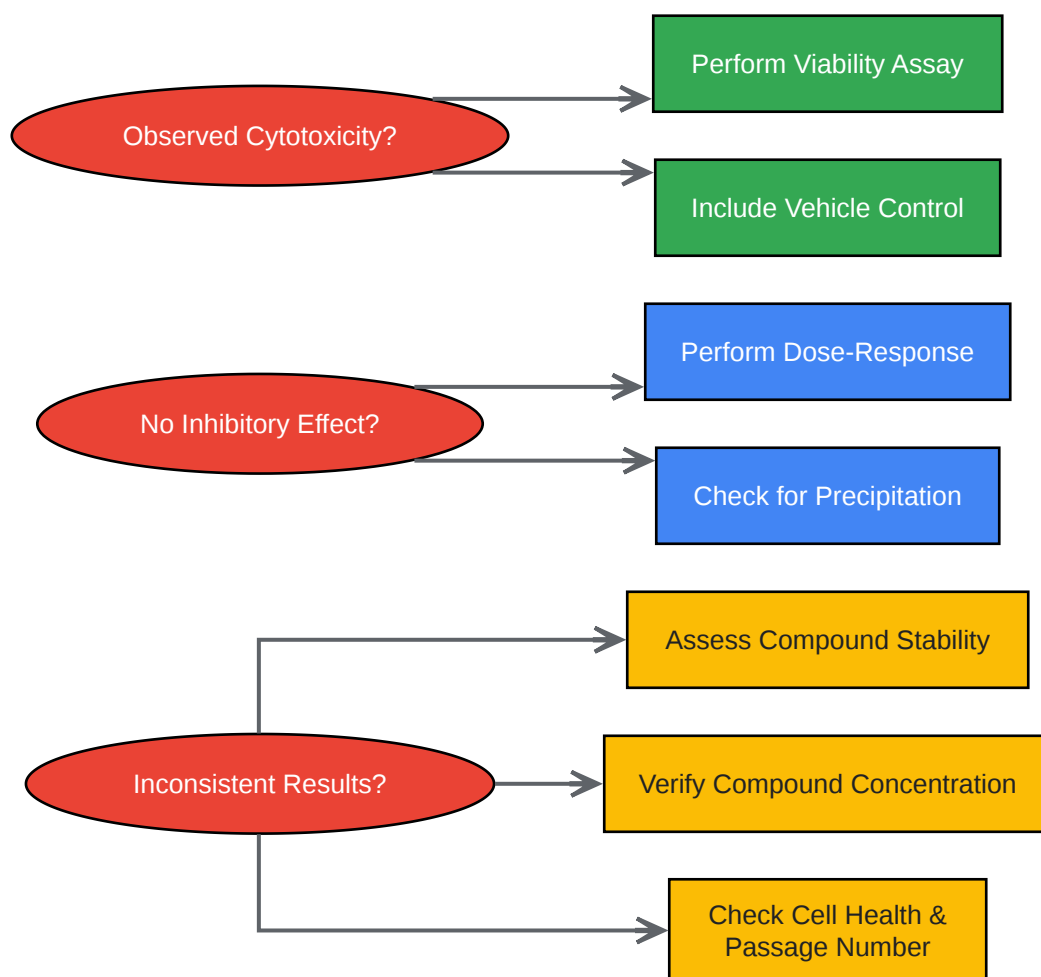 Perform Viability Assay
Observed Cytotoxicity?
Include Vehicle Control
Perform Dose-Response
No Inhibitory Effect?
Check for Precipitation
Assess Compound Stability
Inconsistent Results?
Verify Compound Concentration
Check Cell Health &
Passage Number